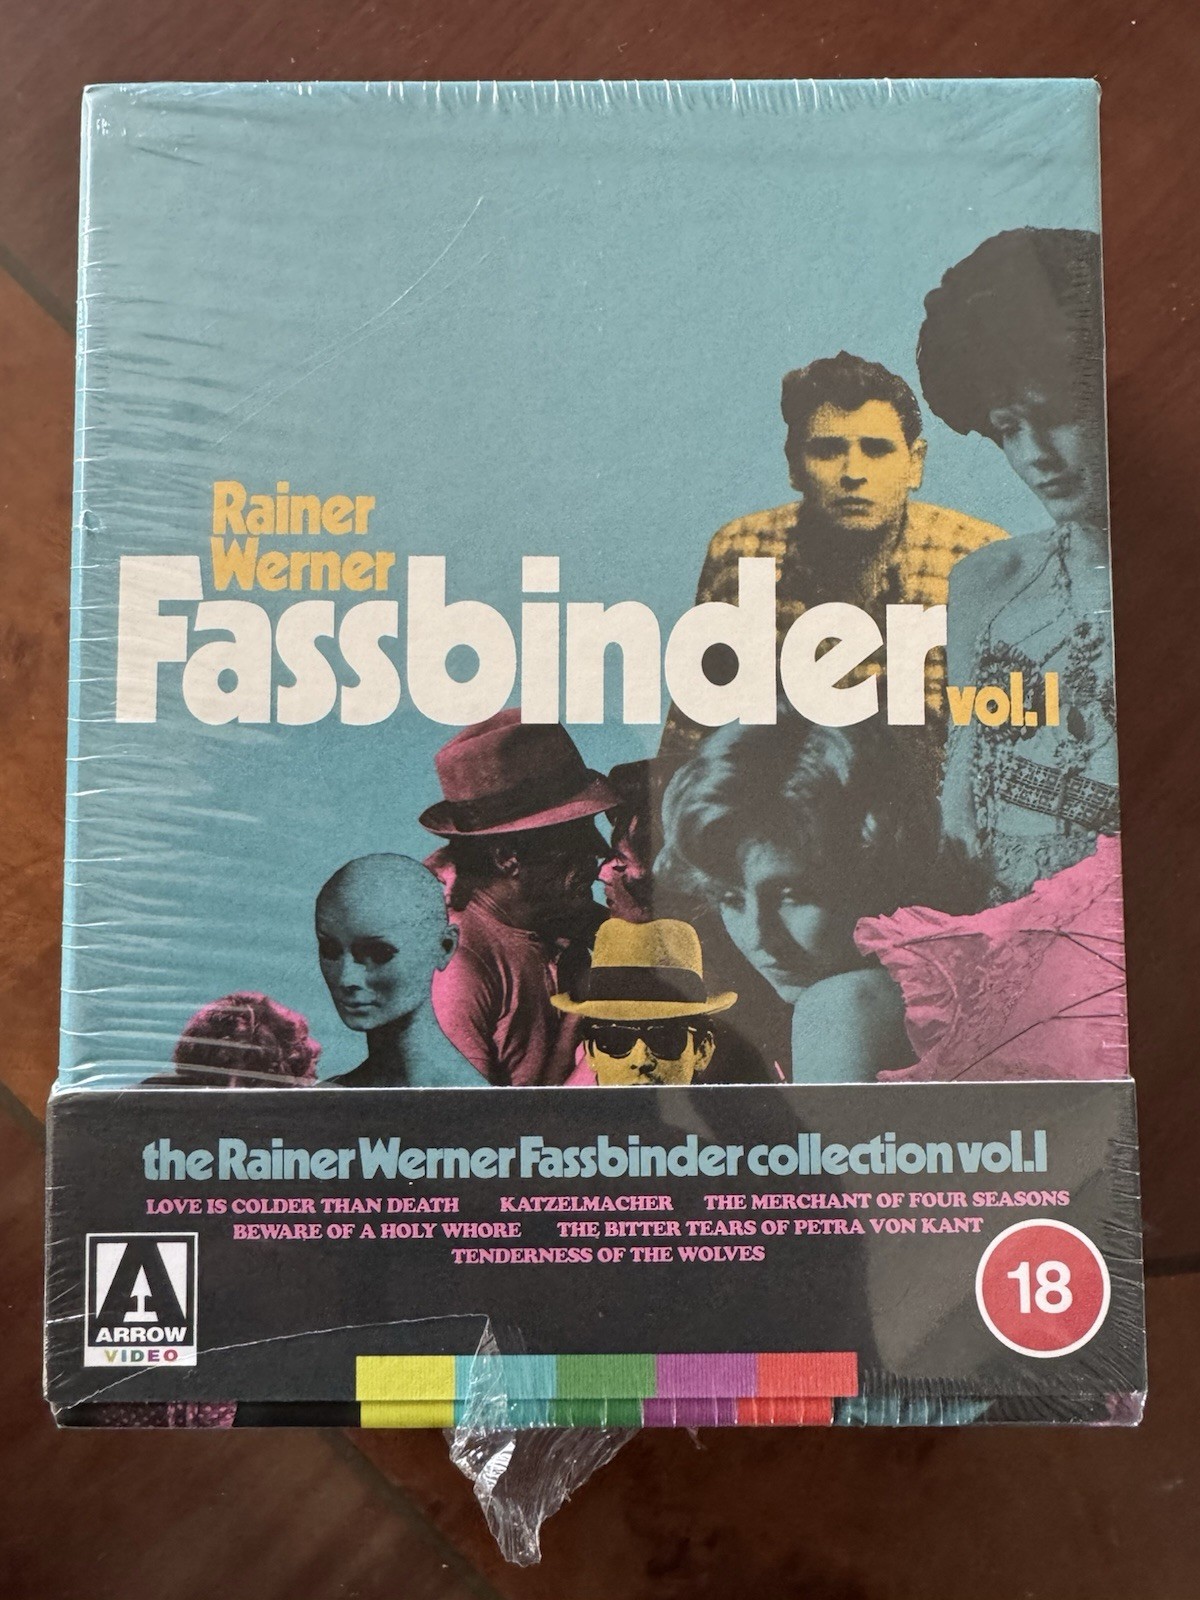 Rainer
Werner
Fassbinder vol. 1
the Rainer Werner Fassbinder collection vol. 1
LOVE IS COLDER THAN DEATH KATZELMACHER THE MERCHANT OF FOUR SEASONS
BEWARE OF A HOLY WHORE THE BITTER TEARS OF PETRA VON KANT
TENDERNESS OF THE WOLVES
18
ARROW
VIDEO